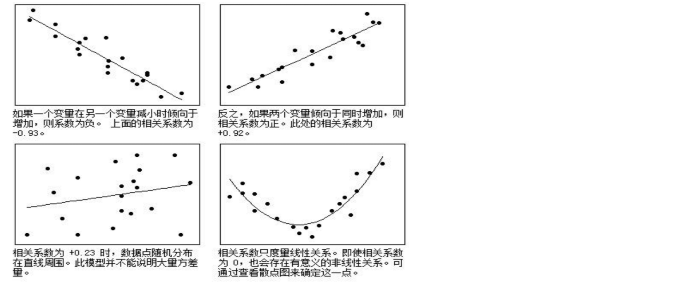 如果一个变量在另一个变量减小时倾向于
增加，则系数为负。 上面的相关系数为
-0.93。
反之，如果两个变量倾向于同时增加，则
相关系数为正。此处的相关系数为
+0.92。
相关系数为 +0.23 时，数据点随机分布
在直线周围。此模型并不能说明大量方差
量。
相关系数只度量线性关系。即使相关系数
为 0，也会存在有意义的非线性关系。可
通过查看散点图来确定这一点。